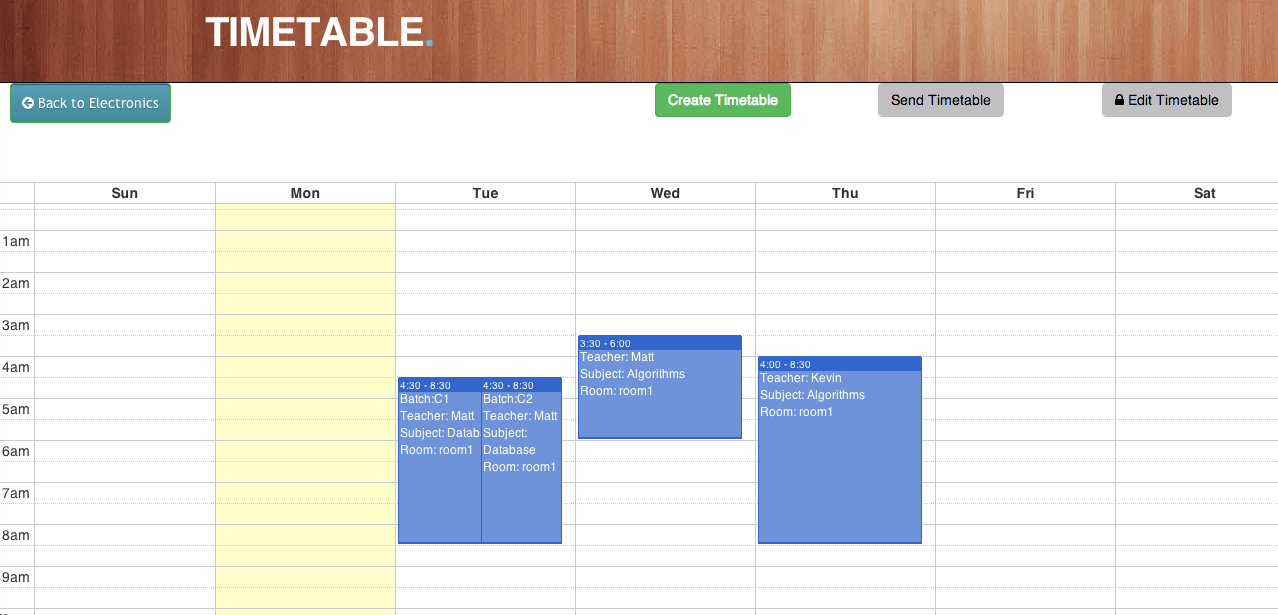 TIMETABLE.
Back to Electronics
Create Timetable
Send Timetable
Edit Timetable
Sun Mon Tue Wed Thu Fri Sat
1am
2am
3am
4am
5am
6am
7am
8am
9am
4:30 - 8:30
Batch:C1
Teacher: Matt
Subject: Datab
Room: room1
4:30 - 8:30
Batch:C2
Teacher: Matt
Subject:
Database
Room: room1
3:30 - 6:00
Teacher: Matt
Subject: Algorithms
Room: room1
4:00 - 8:30
Teacher: Kevin
Subject: Algorithms
Room: room1